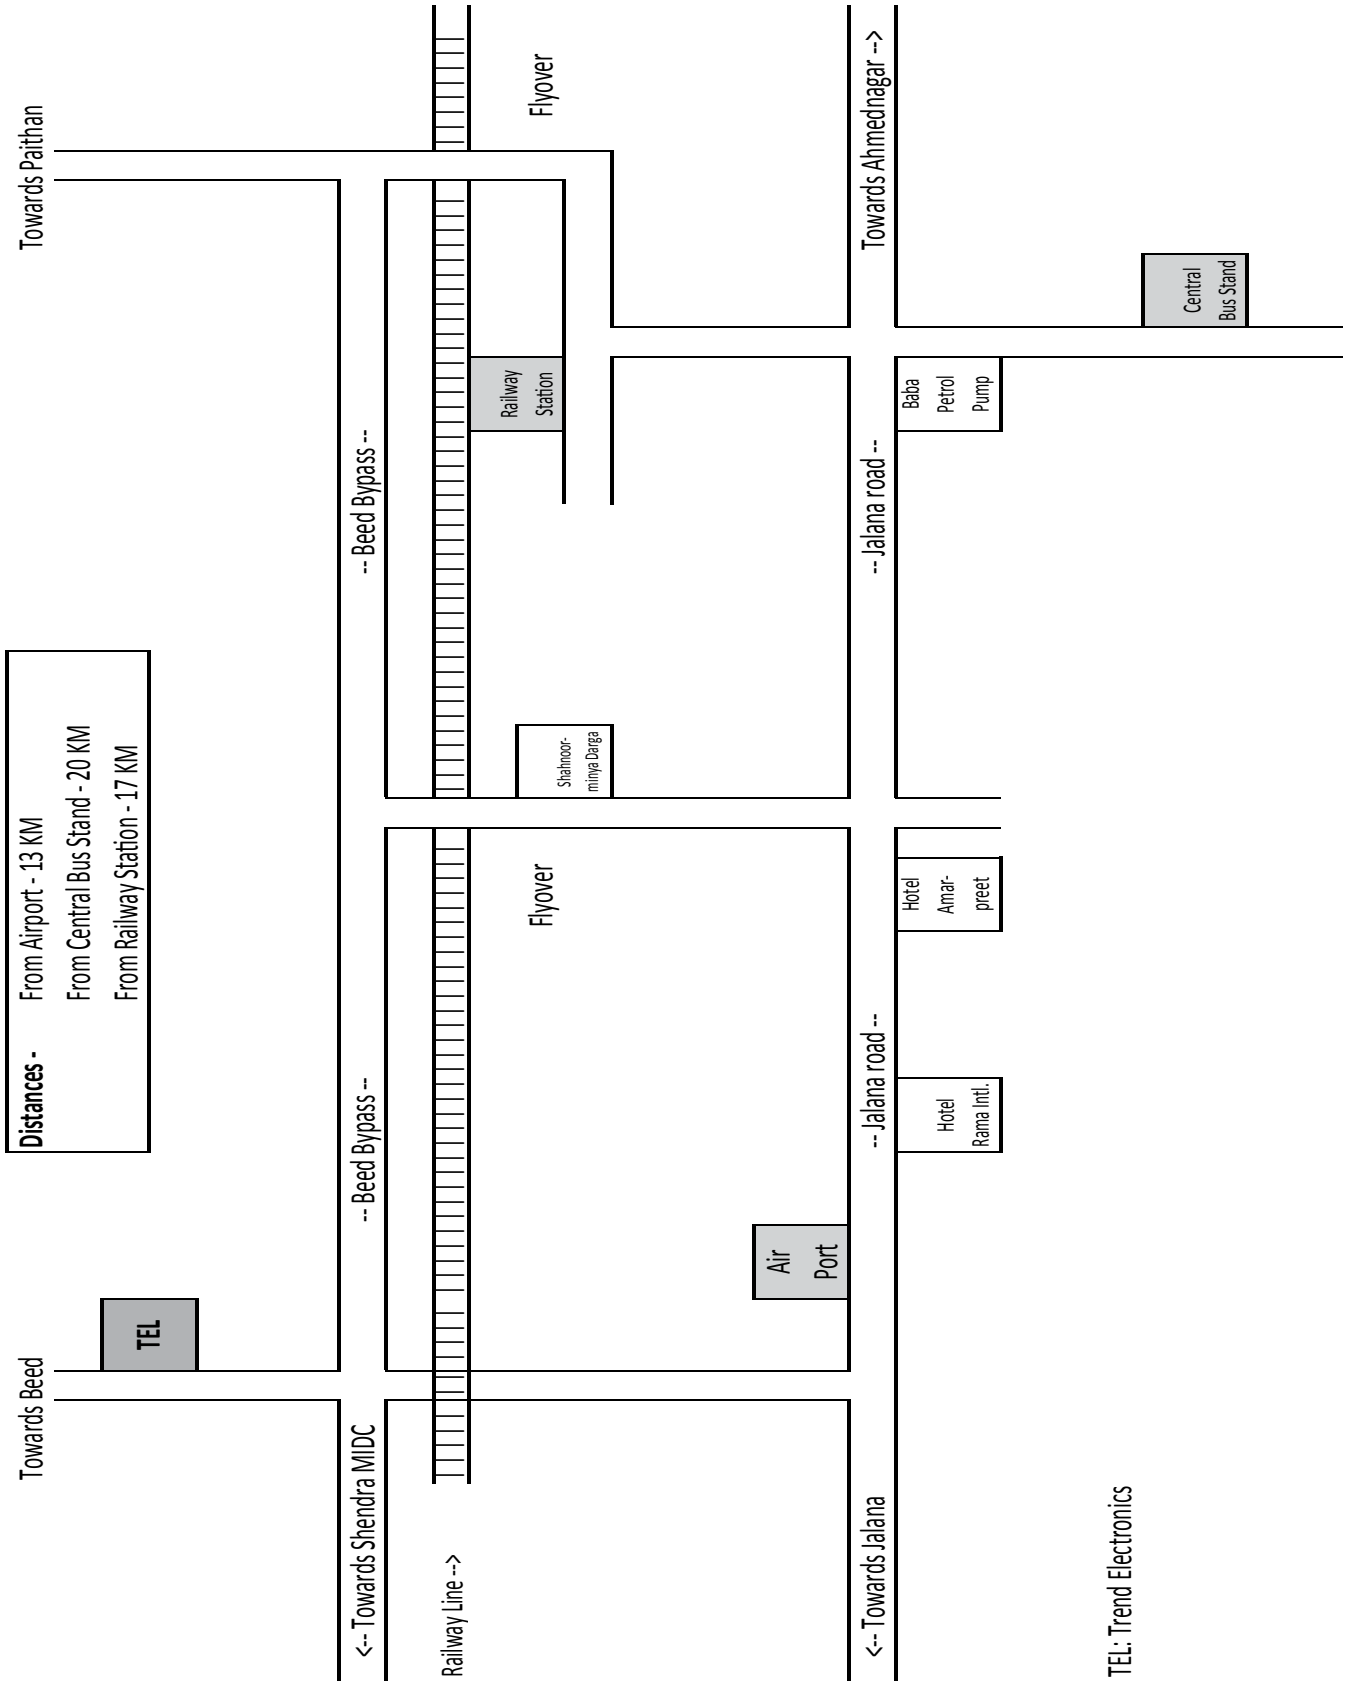 Distances - From Airport - 13 KM
From Central Bus Stand - 20 KM
From Railway Station - 17 KM
Towards Beed
Towards Paithan
TEL
<-- Towards Shendra MIDC
-- Beed Bypass --
-- Beed Bypass --
Railway Line -->
Flyover
Flyover
Railway
Station
Shahnoor-
minya Darga
Air
Port
<-- Towards Jalana
-- Jalana road --
-- Jalana road --
Towards Ahmednagar -->
Hotel
Rama Intl.
Hotel
Amar-
preet
Baba
Petrol
Pump
Central
Bus Stand
TEL: Trend Electronics